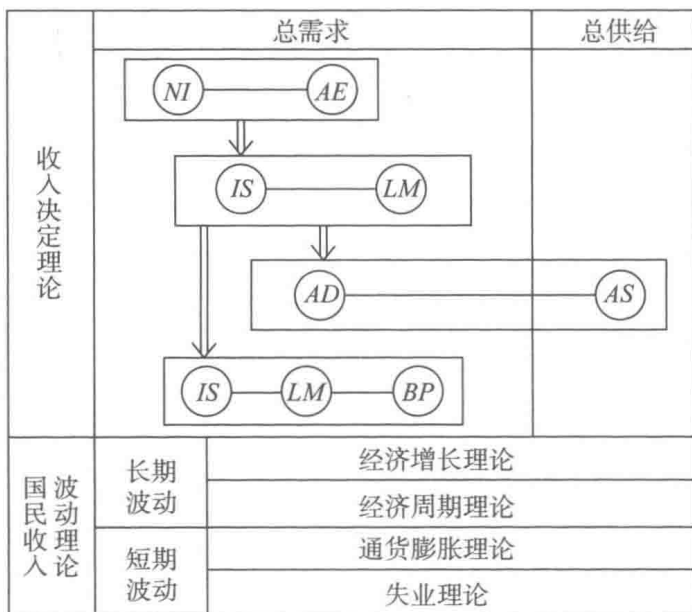 总需求
总供给
收入决定理论
NI
AE
IS
LM
AD
AS
IS
LM
BP
国民收入
波动理论
长期
波动
经济增长理论
经济周期理论
短期
波动
通货膨胀理论
失业理论